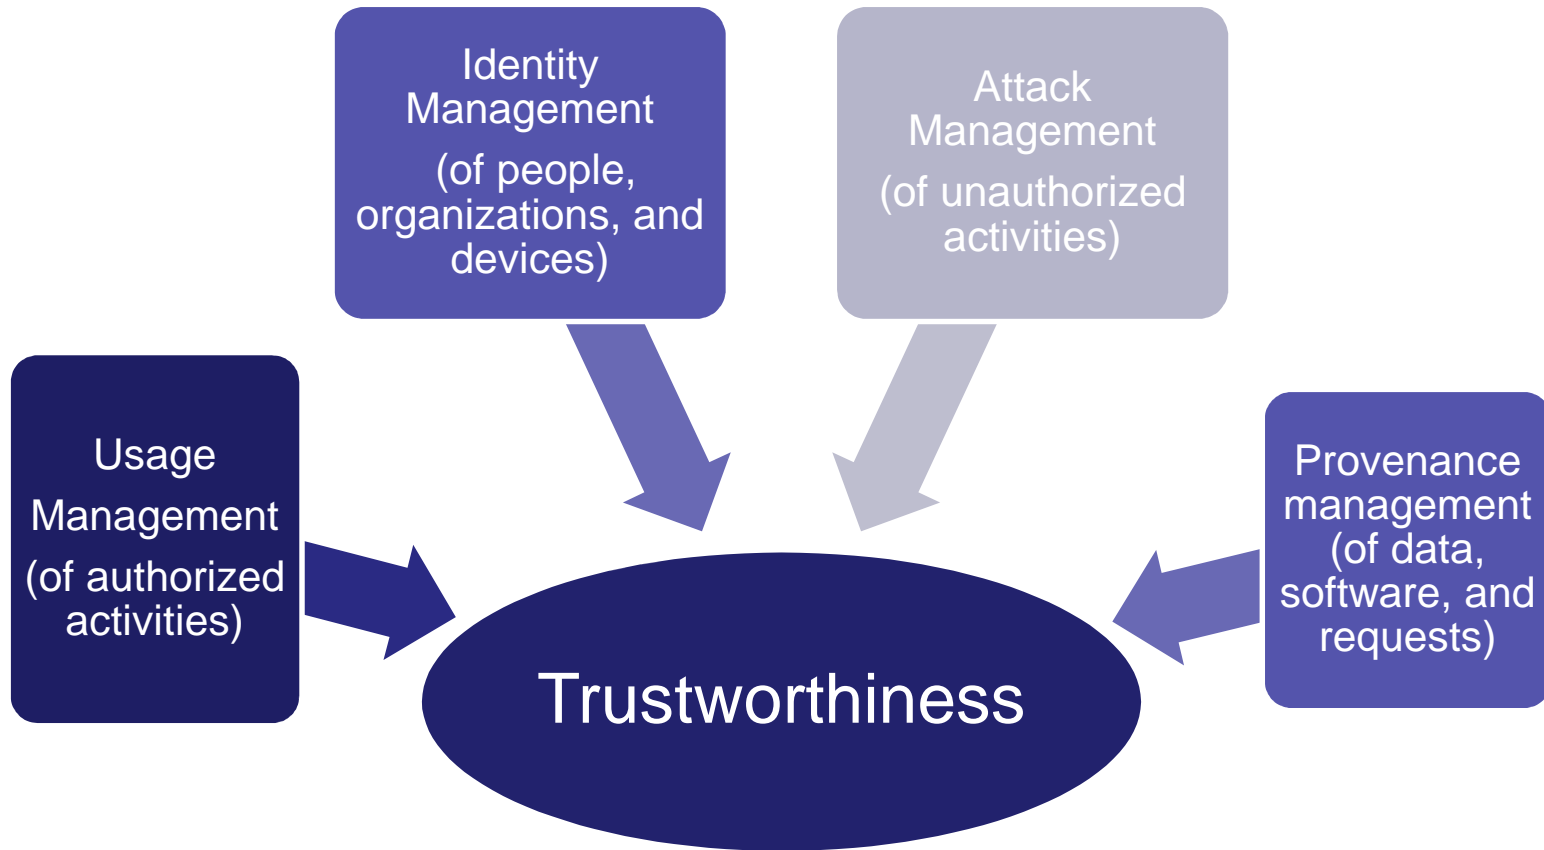 Identity
Management
(of people,
organizations, and
devices)
Attack
Management
(of unauthorized
activities)
Usage
Management
(of authorized
activities)
Provenance
management
(of data,
software, and
requests)
Trustworthiness